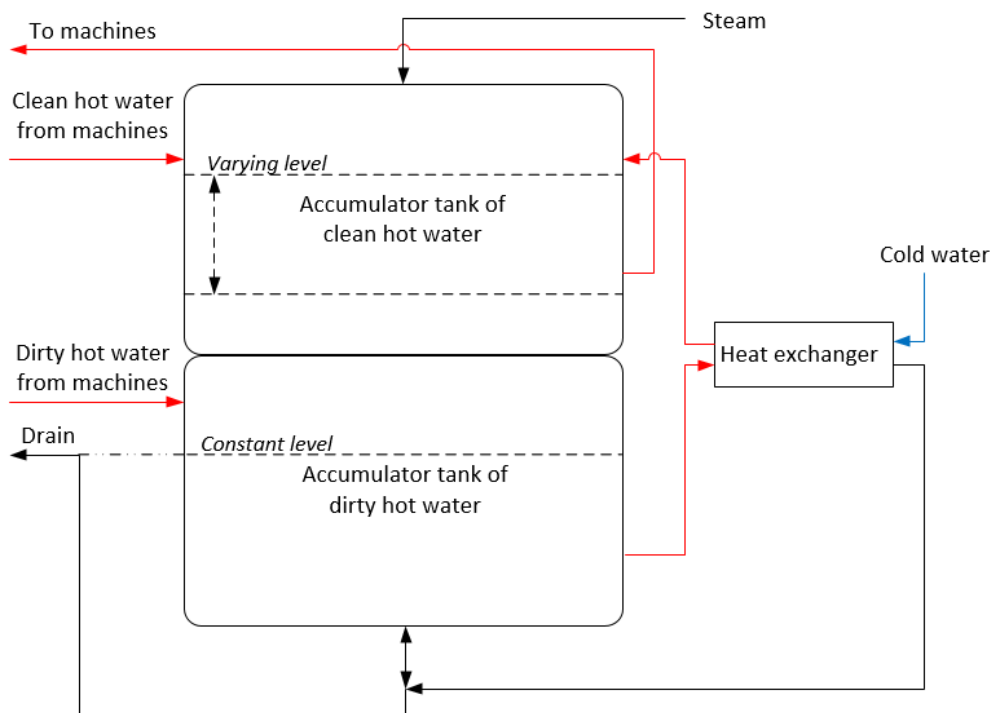 Steam
To machines
Clean hot water
from machines
Varying level
Accumulator tank of
clean hot water
Cold water
Heat exchanger
Dirty hot water
from machines
Drain
Constant level
Accumulator tank of
dirty hot water